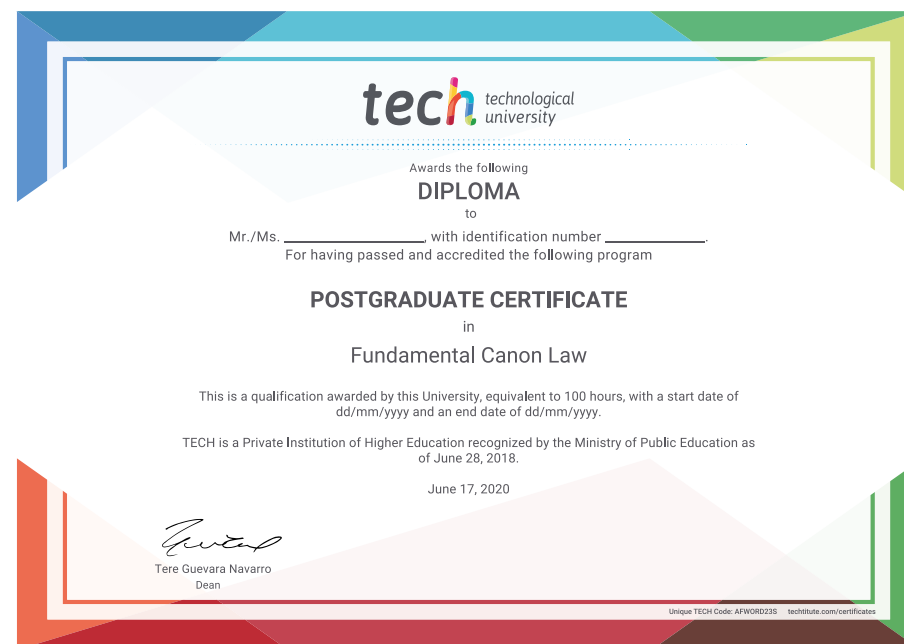 tech technological
university
Awards the following
DIPLOMA
to
Mr./Ms. ____________________, with identification number ______________.
For having passed and accredited the following program
POSTGRADUATE CERTIFICATE
in
Fundamental Canon Law
This is a qualification awarded by this University, equivalent to 100 hours, with a start date of
dd/mm/yyyy and an end date of dd/mm/yyyy.
TECH is a Private Institution of Higher Education recognized by the Ministry of Public Education as
of June 28, 2018.
June 17, 2020
Tere Guevara Navarro
Dean
Unique TECH Code: AFWORD23S techtitute.com/certificates